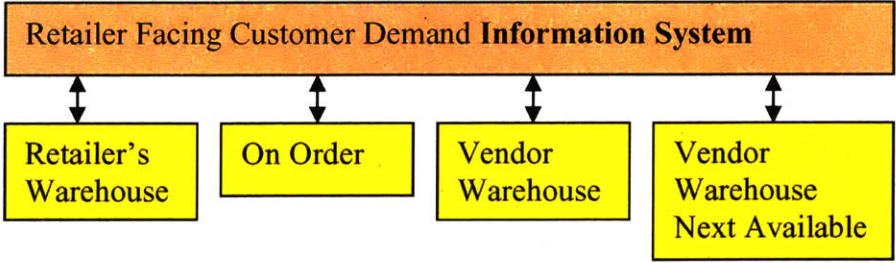 Retailer Facing Customer Demand Information System
Retailer's
Warehouse
On Order
Vendor
Warehouse
Vendor
Warehouse
Next Available